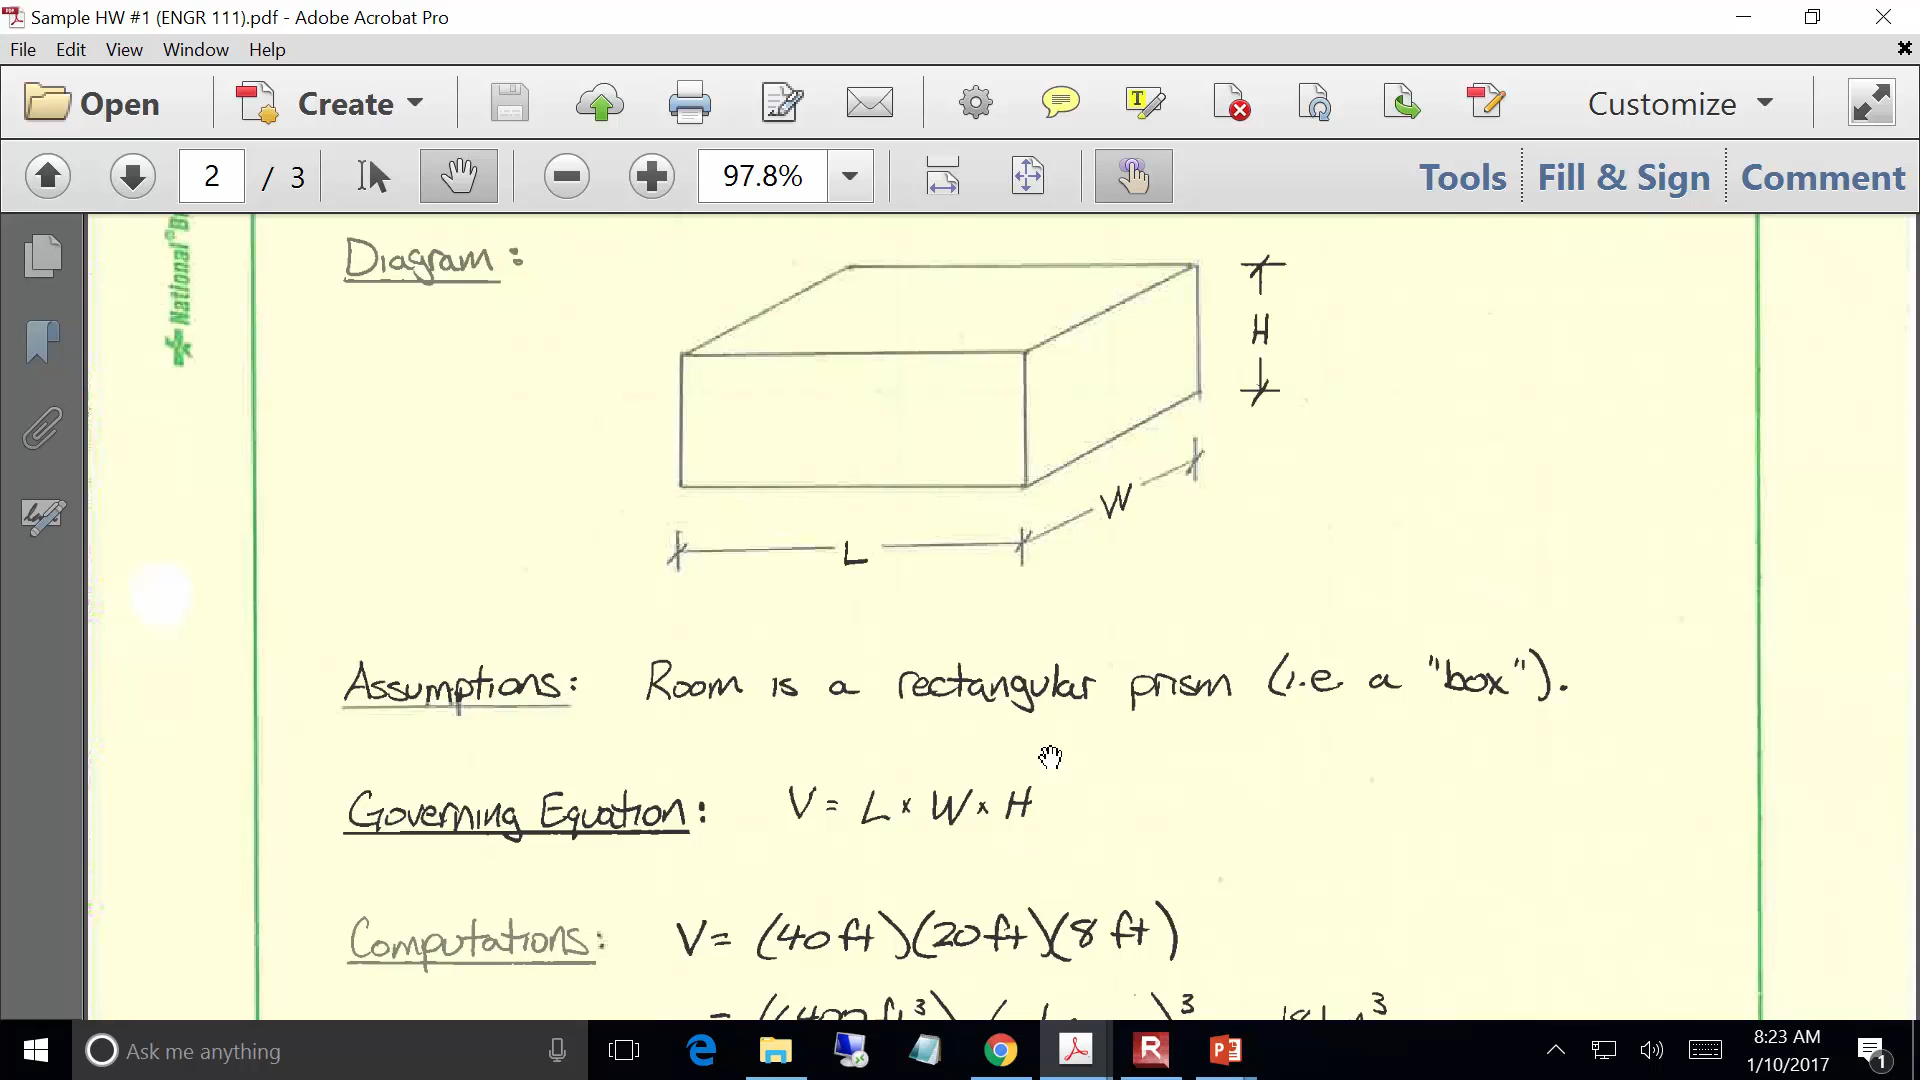 Sample HW #1 (ENGR 111).pdf - Adobe Acrobat Pro
File Edit View Window Help
Open Create Customize
2 / 3 97.8% Tools Fill & Sign Comment
National®
Diagram:
H
W
L
Assumptions: Room is a rectangular prism (i.e. a "box").
Governing Equation: V = L × W × H
Computations: V = (40 ft)(20 ft)(8 ft)
Ask me anything
8:23 AM
1/10/2017
1